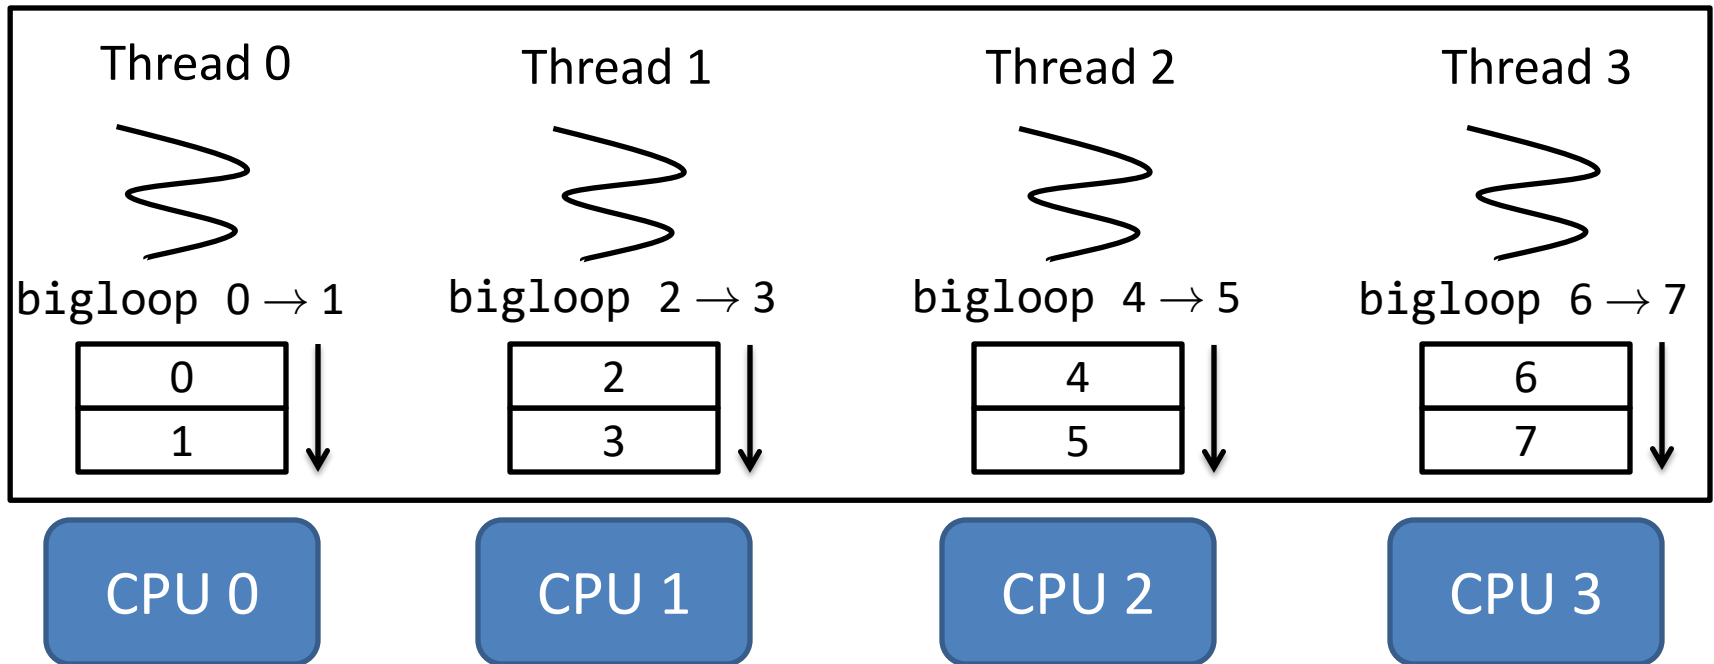 Thread 0 Thread 1 Thread 2 Thread 3
bigloop 0 → 1 bigloop 2 → 3 bigloop 4 → 5 bigloop 6 → 7
0 2 4 6
1 3 5 7
CPU 0 CPU 1 CPU 2 CPU 3